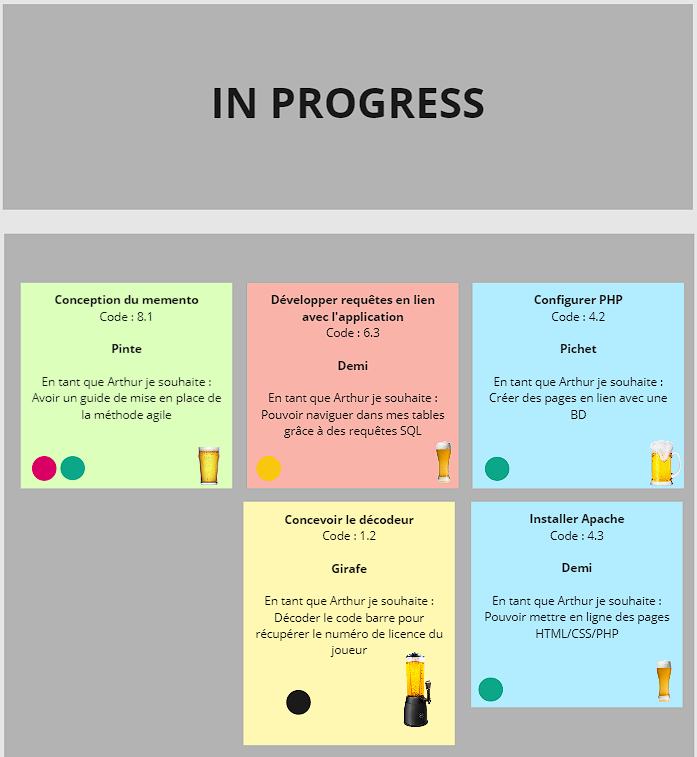 IN PROGRESS
Conception du memento
Code : 8.1
Pinte
En tant que Arthur je souhaite :
Avoir un guide de mise en place de
la méthode agile
Développer requêtes en lien
avec l'application
Code : 6.3
Demi
En tant que Arthur je souhaite :
Pouvoir naviguer dans mes tables
grâce à des requêtes SQL
Configurer PHP
Code : 4.2
Pichet
En tant que Arthur je souhaite :
Créer des pages en lien avec une
BD
Concevoir le décodeur
Code : 1.2
Girafe
En tant que Arthur je souhaite :
Décoder le code barre pour
récupérer le numéro de licence du
joueur
Installer Apache
Code : 4.3
Demi
En tant que Arthur je souhaite :
Pouvoir mettre en ligne des pages
HTML/CSS/PHP